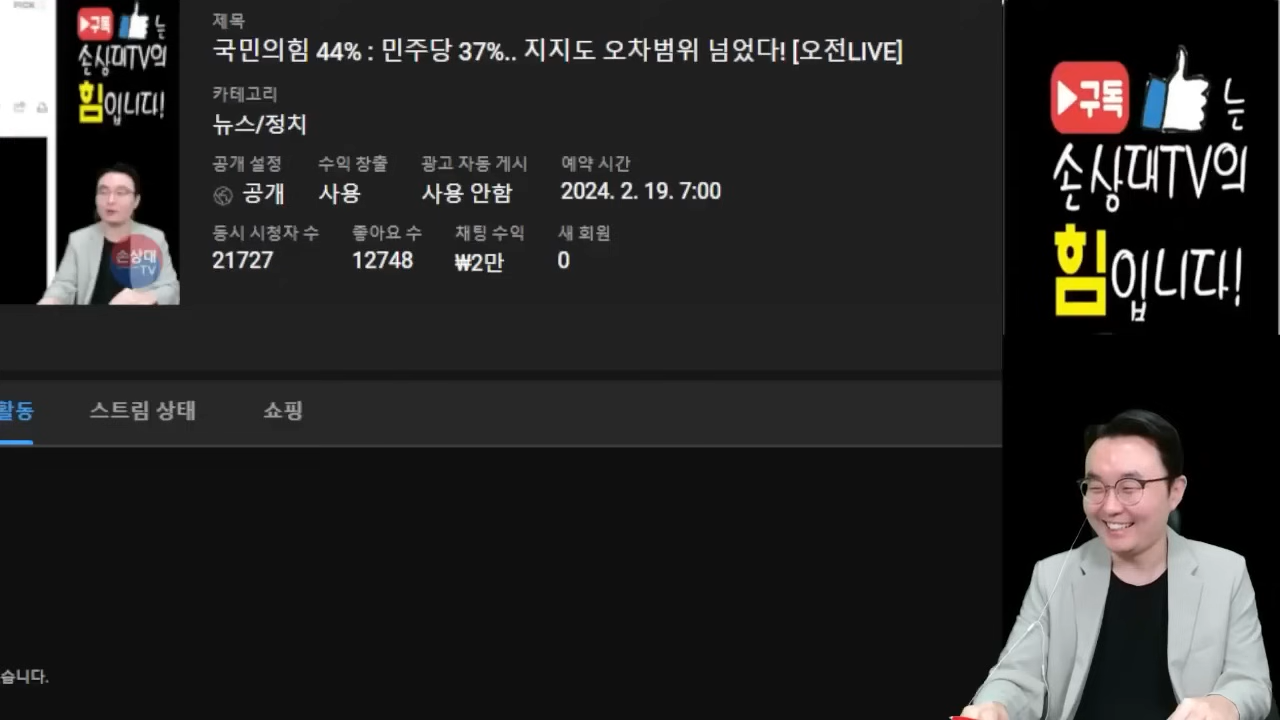 PICK
구독 는
손상대TV의
힘입니다!
손상대
TV
제목
국민의힘 44% : 민주당 37%.. 지지도 오차범위 넘었다! [오전LIVE]
카테고리
뉴스/정치
공개 설정 수익 창출 광고 자동 게시 예약 시간
공개 사용 사용 안함 2024. 2. 19. 7:00
동시 시청자 수 좋아요 수 채팅 수익 새 회원
21727 12748 ₩2만 0
활동 스트림 상태 쇼핑
습니다.
구독 는
손상대TV의
힘입니다!